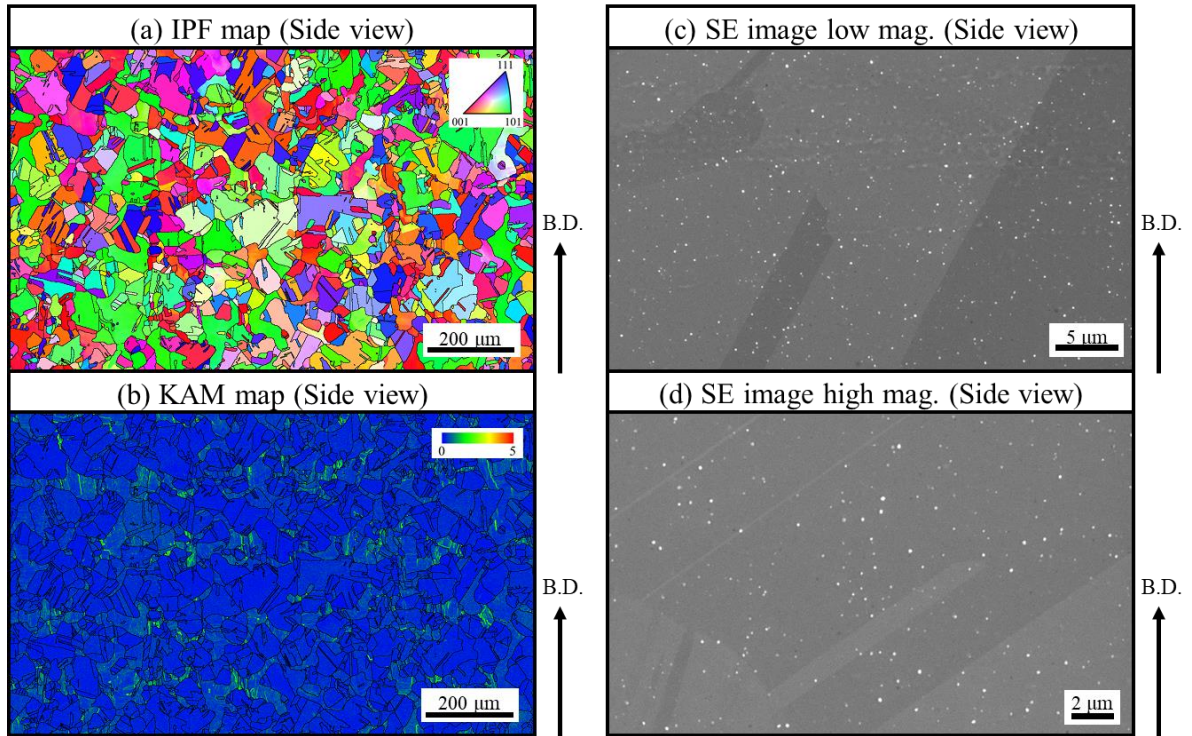 (a) IPF map (Side view)
111
001
101
200 μm
B.D.
(b) KAM map (Side view)
0
5
200 μm
B.D.
(c) SE image low mag. (Side view)
5 μm
B.D.
(d) SE image high mag. (Side view)
2 μm
B.D.